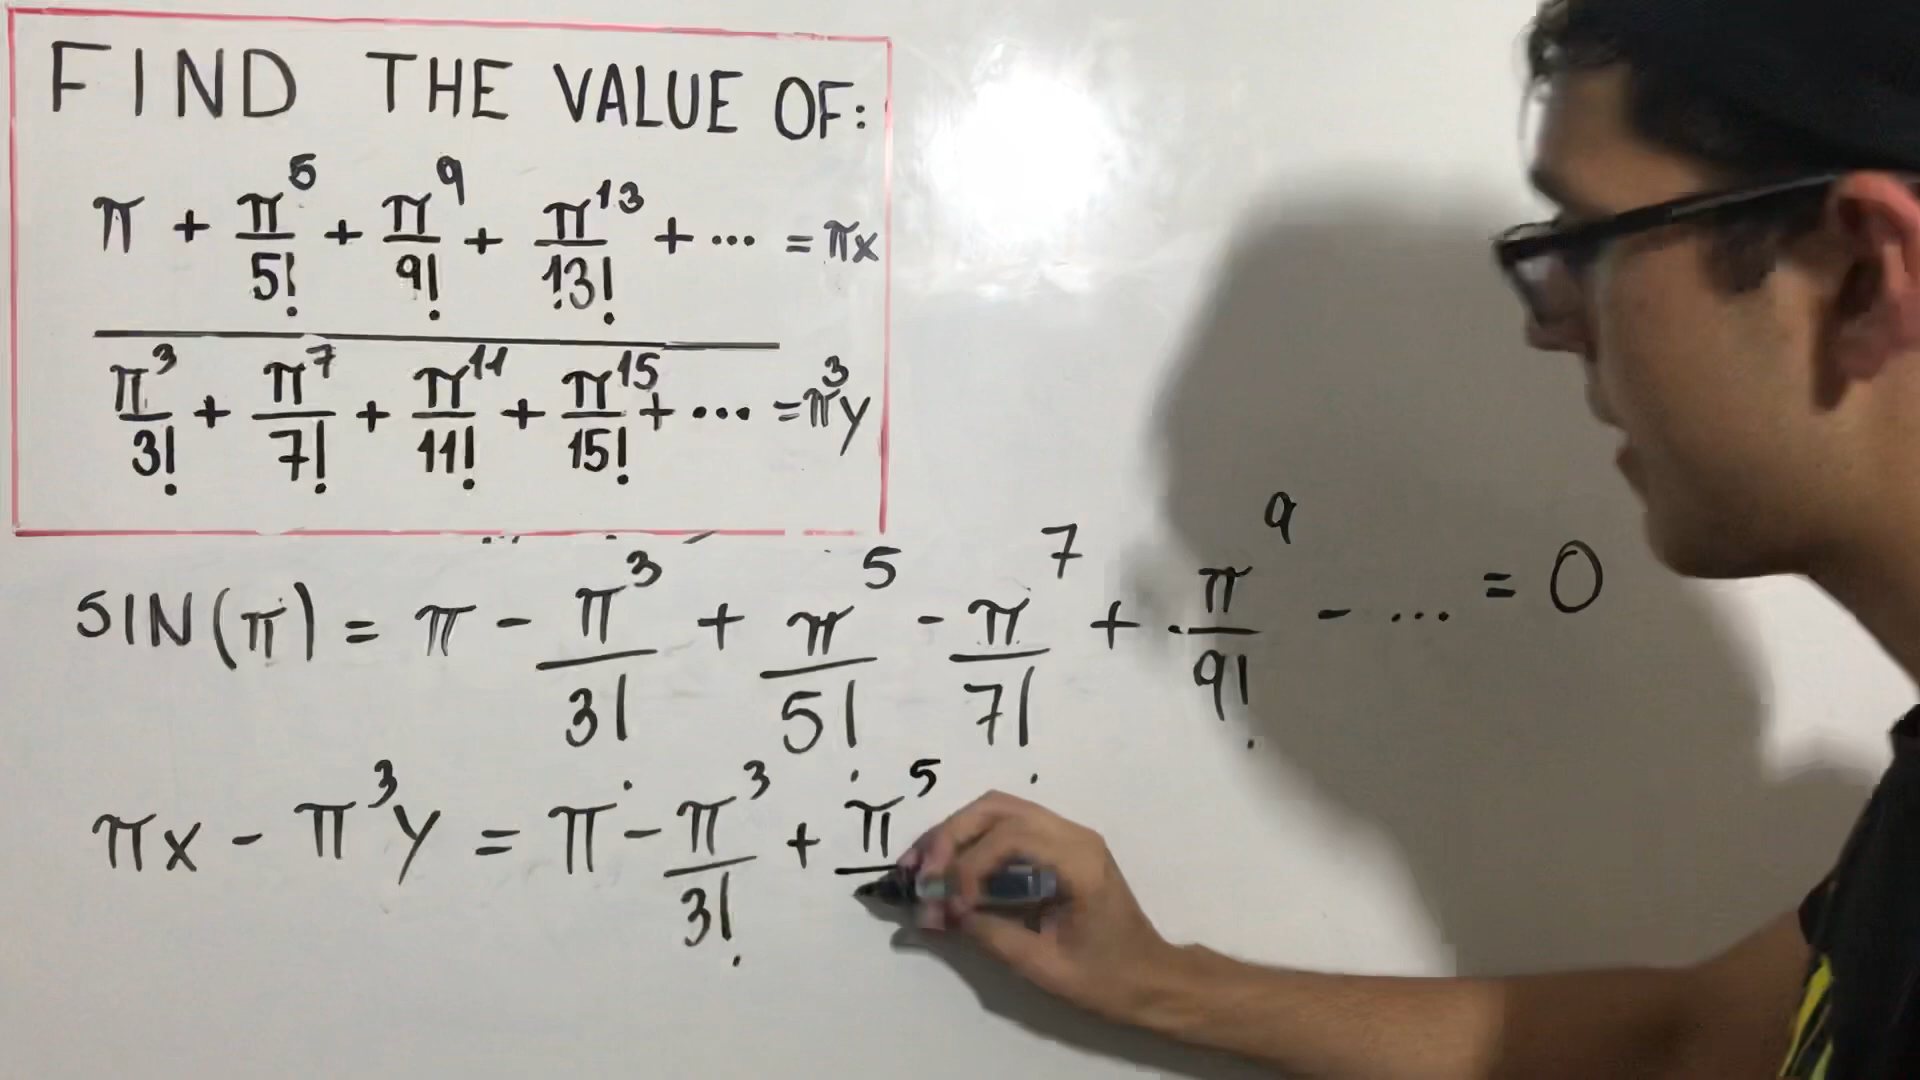 FIND THE VALUE OF:
π + π⁵/5! + π⁹/9! + π¹³/13! + ... = πx
π³/3! + π⁷/7! + π¹¹/11! + π¹⁵/15! + ... = π³y
SIN(π) = π - π³/3! + π⁵/5! - π⁷/7! + π⁹/9! - ... = 0
πx - π³y = π - π³/3! + π⁵